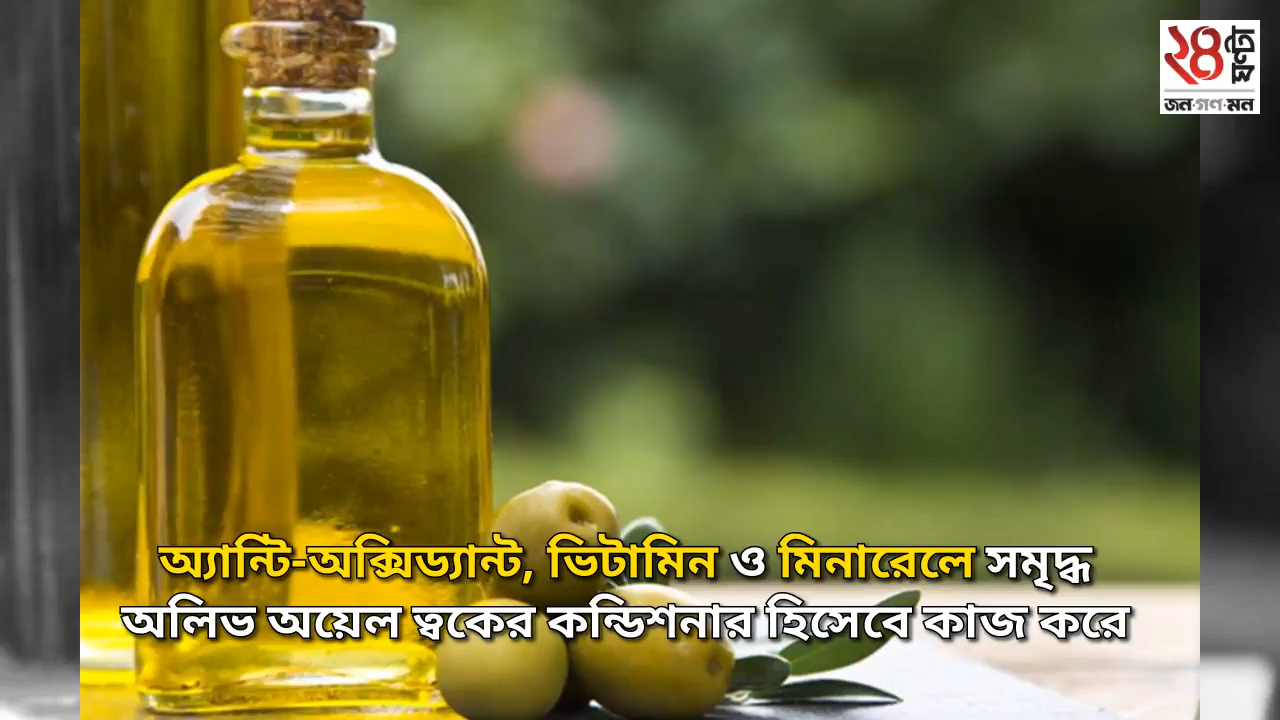 ২৪
ঘণ্টা
জন·গণ·মন
অ্যান্টি-অক্সিড্যান্ট, ভিটামিন ও মিনারেলে সমৃদ্ধ
অলিভ অয়েল ত্বকের কন্ডিশনার হিসেবে কাজ করে